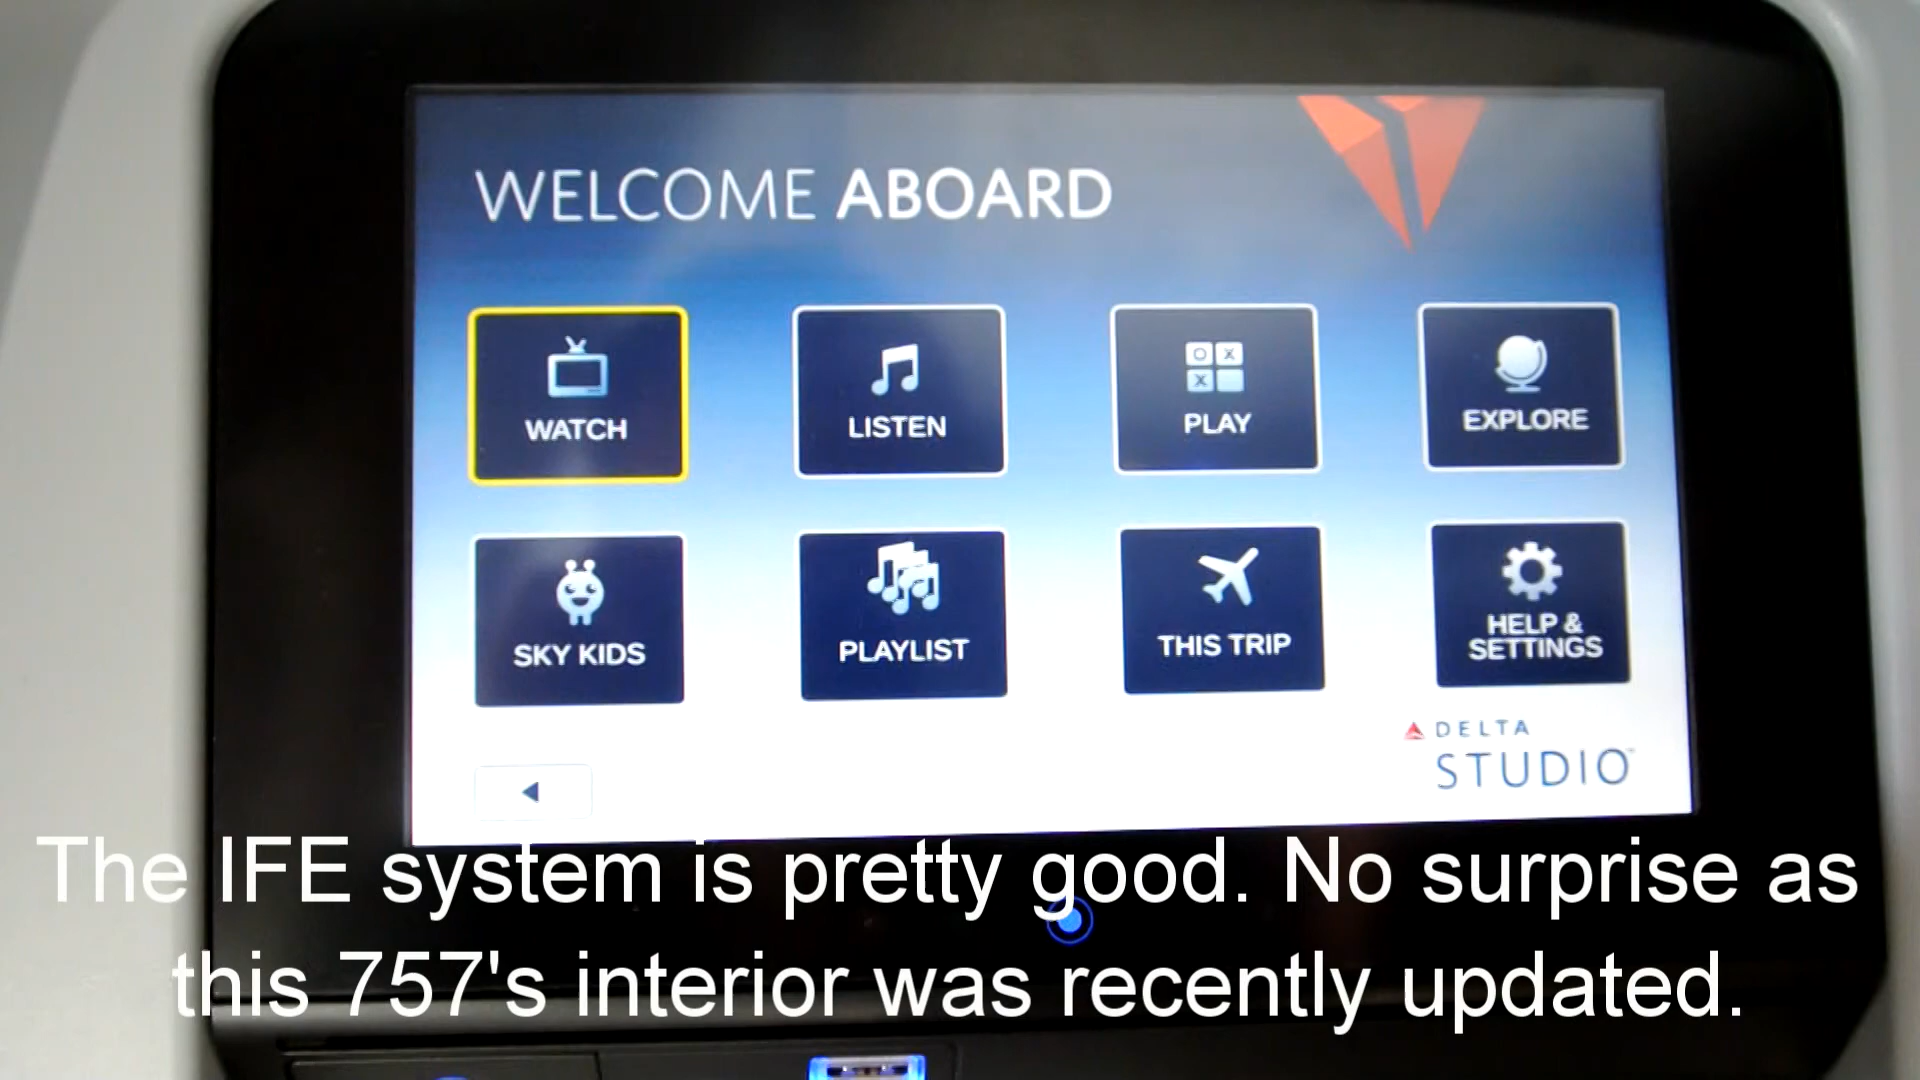 WELCOME ABOARD
WATCH
LISTEN
PLAY
EXPLORE
SKY KIDS
PLAYLIST
THIS TRIP
HELP &
SETTINGS
DELTA
STUDIO™
The IFE system is pretty good. No surprise as
this 757's interior was recently updated.